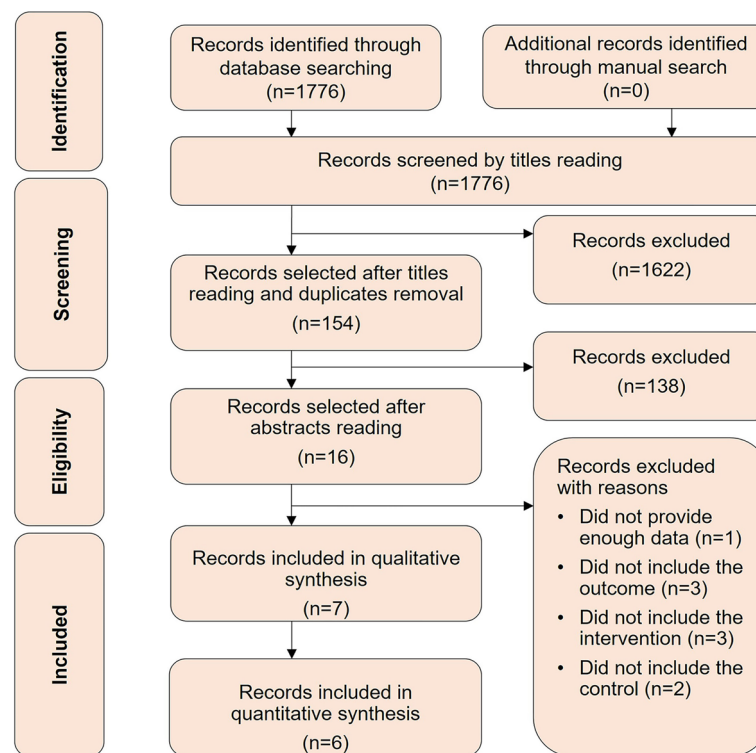 Identification
Records identified through
database searching
(n=1776)
Additional records identified
through manual search
(n=0)
Records screened by titles reading
(n=1776)
Screening
Records excluded
(n=1622)
Records selected after titles
reading and duplicates removal
(n=154)
Records excluded
(n=138)
Eligibility
Records selected after
abstracts reading
(n=16)
Records excluded
with reasons
• Did not provide
enough data (n=1)
• Did not include the
outcome (n=3)
• Did not include the
intervention (n=3)
• Did not include the
control (n=2)
Included
Records included in qualitative
synthesis
(n=7)
Records included in
quantitative synthesis
(n=6)